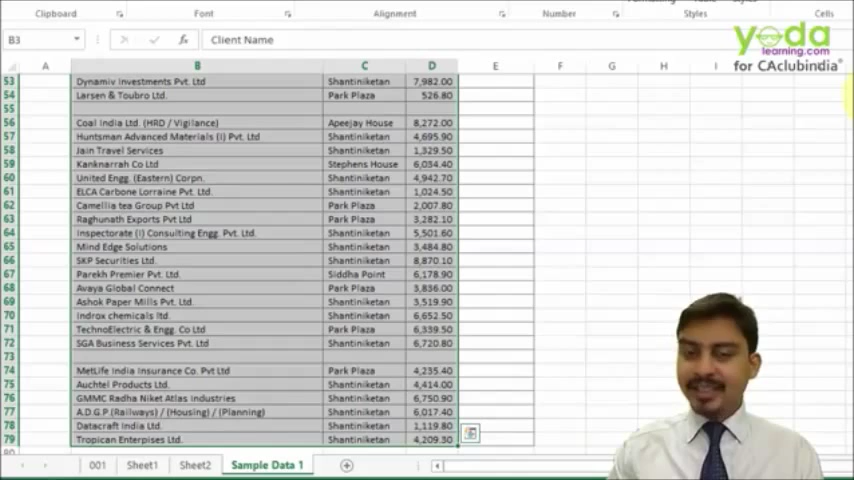 Clipboard Font Alignment Number Styles Cells
B3 fx Client Name
yoda
learning.com
for CAclubindia
A B C D E F G H I J
53 Dynamiv Investments Pvt. Ltd Shantiniketan 7,982.00
54 Larsen & Toubro Ltd. Park Plaza 526.80
55
56 Coal India Ltd. (HRD / Vigilance) Apeejay House 8,272.00
57 Huntsman Advanced Materials (I) Pvt. Ltd Shantiniketan 4,695.90
58 Jain Travel Services Shantiniketan 1,329.50
59 Kanknarrah Co Ltd Stephens House 6,034.40
60 United Engg. (Eastern) Corpn. Shantiniketan 4,942.70
61 ELCA Carbone Lorraine Pvt. Ltd. Shantiniketan 1,024.50
62 Camellia tea Group Pvt Ltd Park Plaza 2,007.80
63 Raghunath Exports Pvt Ltd Park Plaza 3,282.10
64 Inspectorate (I) Consulting Engg. Pvt. Ltd. Shantiniketan 5,501.60
65 Mind Edge Solutions Shantiniketan 3,484.80
66 SKP Securities Ltd. Shantiniketan 8,870.10
67 Parekh Premier Pvt. Ltd. Siddha Point 6,178.90
68 Avaya Global Connect Park Plaza 3,836.00
69 Ashok Paper Mills Pvt. Ltd. Shantiniketan 3,519.90
70 Indrox chemicals ltd. Shantiniketan 6,652.50
71 TechnoElectric & Engg. Co Ltd Park Plaza 6,339.50
72 SGA Business Services Pvt. Ltd Shantiniketan 6,720.80
73
74 MetLife India Insurance Co. Pvt Ltd Park Plaza 4,235.40
75 Auchtel Products Ltd. Shantiniketan 4,414.00
76 GMMC Radha Niket Atlas Industries Shantiniketan 6,750.90
77 A.D.G.P.(Railways) / (Housing) / (Planning) Shantiniketan 6,017.40
78 Datacraft India Ltd. Shantiniketan 1,119.80
79 Tropican Enterpises Ltd. Shantiniketan 4,209.30
80
001 Sheet1 Sheet2 Sample Data 1